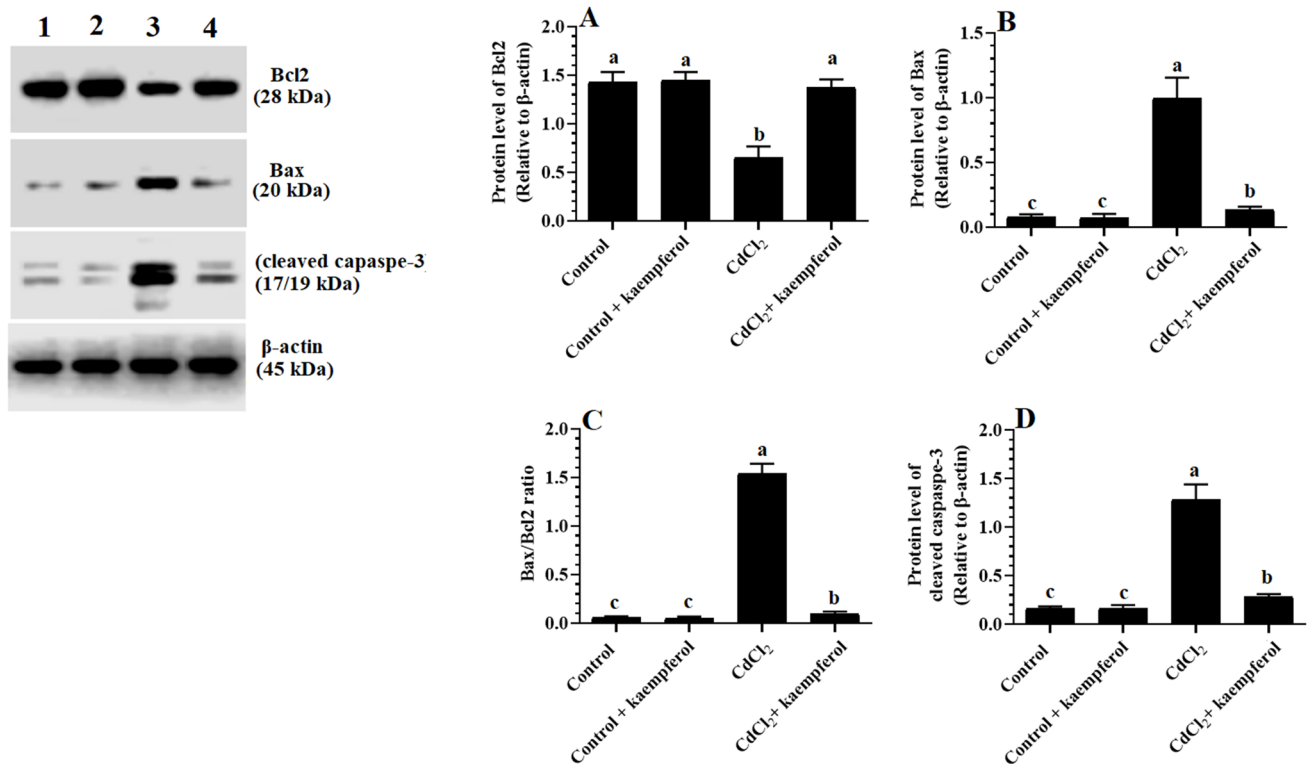 1 2 3 4
Bcl2
(28 kDa)
Bax
(20 kDa)
(cleaved capaspe-3)
(17/19 kDa)
β-actin
(45 kDa)
A
Protein level of Bcl2
(Relative to β-actin)
2.0
1.5
1.0
0.5
0.0
a
a
b
a
Control
Control + kaempferol
CdCl2
CdCl2+ kaempferol
B
Protein level of Bax
(Relative to β-actin)
1.5
1.0
0.5
0.0
c
c
a
b
Control
Control + kaempferol
CdCl2
CdCl2+ kaempferol
C
Bax/Bcl2 ratio
2.0
1.5
1.0
0.5
0.0
c
c
a
b
Control
Control + kaempferol
CdCl2
CdCl2+ kaempferol
D
Protein level of
cleaved caspaspe-3
(Relative to β-actin)
2.0
1.5
1.0
0.5
0.0
c
c
a
b
Control
Control + kaempferol
CdCl2
CdCl2+ kaempferol